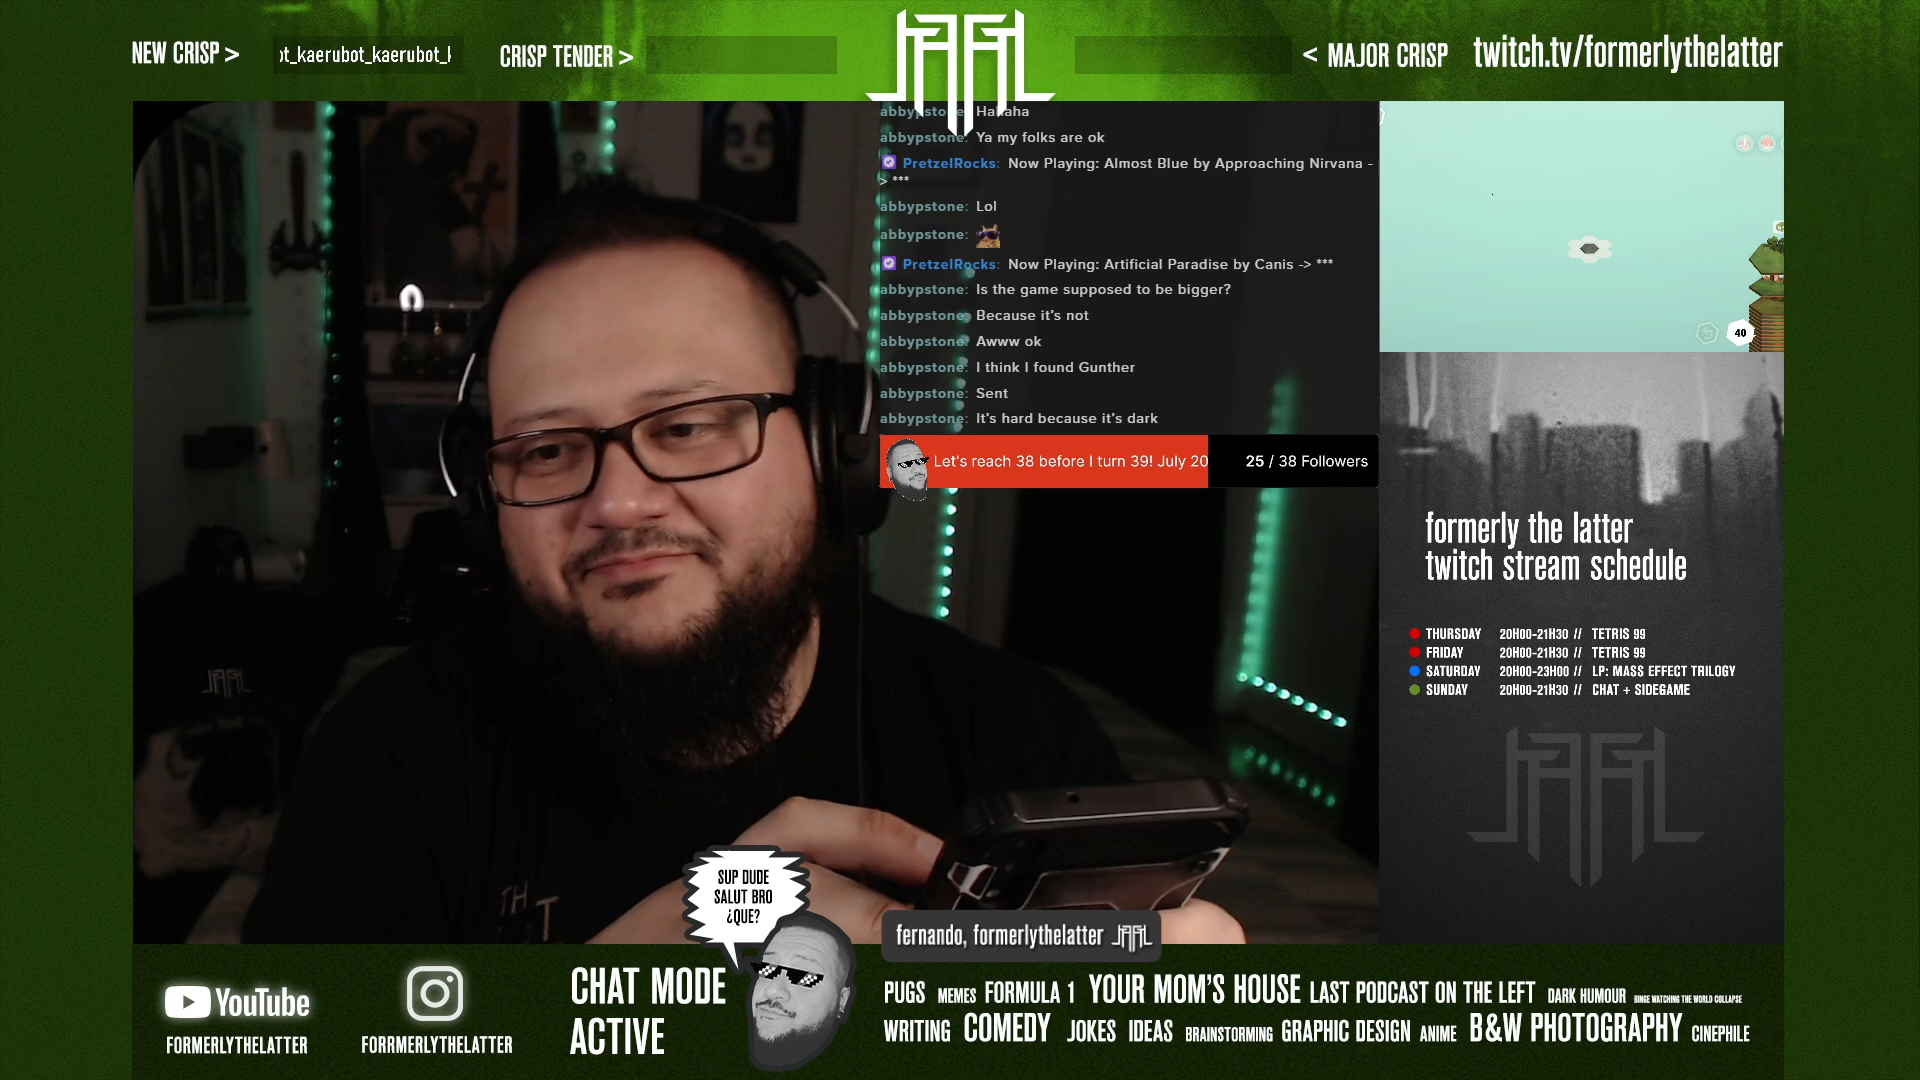 NEW CRISP >
ot_kaerubot_kaerubot_k
CRISP TENDER >
< MAJOR CRISP
twitch.tv/formerlythelatter
abbypstone: Hahaha
abbypstone: Ya my folks are ok
PretzelRocks: Now Playing: Almost Blue by Approaching Nirvana -
> ***
abbypstone: Lol
abbypstone:
PretzelRocks: Now Playing: Artificial Paradise by Canis -> ***
abbypstone: Is the game supposed to be bigger?
abbypstone: Because it's not
abbypstone: Awww ok
abbypstone: I think I found Gunther
abbypstone: Sent
abbypstone: It's hard because it's dark
Let's reach 38 before I turn 39! July 20
25 / 38 Followers
40
formerly the latter
twitch stream schedule
THURSDAY 20H00-21H30 // TETRIS 99
FRIDAY 20H00-21H30 // TETRIS 99
SATURDAY 20H00-23H00 // LP: MASS EFFECT TRILOGY
SUNDAY 20H00-21H30 // CHAT + SIDEGAME
SUP DUDE
SALUT BRO
¿QUE?
fernando, formerlythelatter
YouTube
FORMERLYTHELATTER
FORRMERLYTHELATTER
CHAT MODE
ACTIVE
PUGS MEMES FORMULA 1 YOUR MOM'S HOUSE LAST PODCAST ON THE LEFT DARK HUMOUR BINGE WATCHING THE WORLD COLLAPSE
WRITING COMEDY JOKES IDEAS BRAINSTORMING GRAPHIC DESIGN ANIME B&W PHOTOGRAPHY CINEPHILE